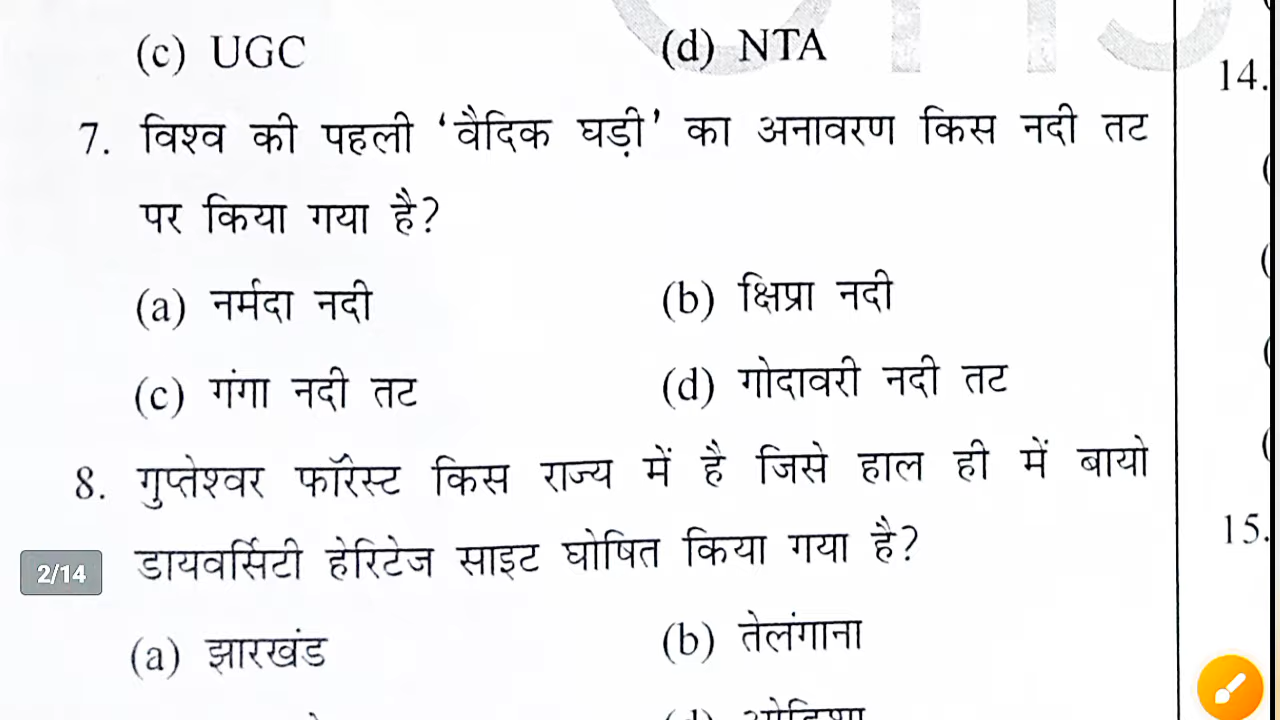 (c) UGC (d) NTA
14.
7. विश्व की पहली ‘वैदिक घड़ी’ का अनावरण किस नदी तट
पर किया गया है?
(a) नर्मदा नदी (b) क्षिप्रा नदी
(c) गंगा नदी तट (d) गोदावरी नदी तट
8. गुप्तेश्वर फॉरेस्ट किस राज्य में है जिसे हाल ही में बायो
15.
डायवर्सिटी हेरिटेज साइट घोषित किया गया है?
2/14
(a) झारखंड (b) तेलंगाना
(d) ओडिशा